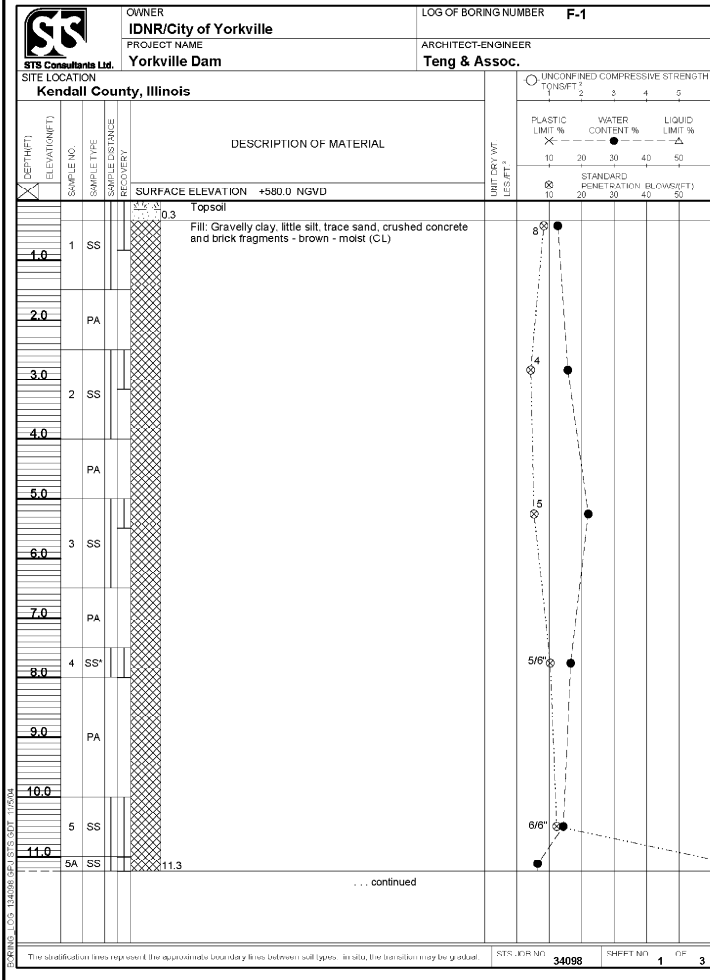 STS
STS Consultants Ltd.
OWNER
IDNR/City of Yorkville
LOG OF BORING NUMBER F-1
PROJECT NAME
Yorkville Dam
ARCHITECT-ENGINEER
Teng & Assoc.
SITE LOCATION
Kendall County, Illinois
UNCONFINED COMPRESSIVE STRENGTH
TONS/FT.²
1 2 3 4 5
DEPTH(FT)
ELEVATION(FT)
SAMPLE NO.
SAMPLE TYPE
SAMPLE DISTANCE
RECOVERY
DESCRIPTION OF MATERIAL
UNIT DRY WT.
LBS./FT.³
PLASTIC
LIMIT %
WATER
CONTENT %
LIQUID
LIMIT %
10 20 30 40 50
STANDARD
PENETRATION BLOWS/(FT)
10 20 30 40 50
SURFACE ELEVATION +580.0 NGVD
0.3 Topsoil
Fill: Gravelly clay, little silt, trace sand, crushed concrete
and brick fragments - brown - moist (CL)
8
1.0 1 SS
2.0 PA
4
3.0
2 SS
4.0
PA
5.0
5
3 SS
6.0
7.0 PA
5/6"
4 SS*
8.0
9.0 PA
10.0
5 SS 6/6"
11.0
5A SS 11.3
. . . continued
BORING_LOG 134098.GPJ STS.GDT 11/5/04
The stratification lines represent the approximate boundary lines between soil types: in situ, the transition may be gradual.
STS JOB NO. 34098
SHEET NO. 1 OF 3